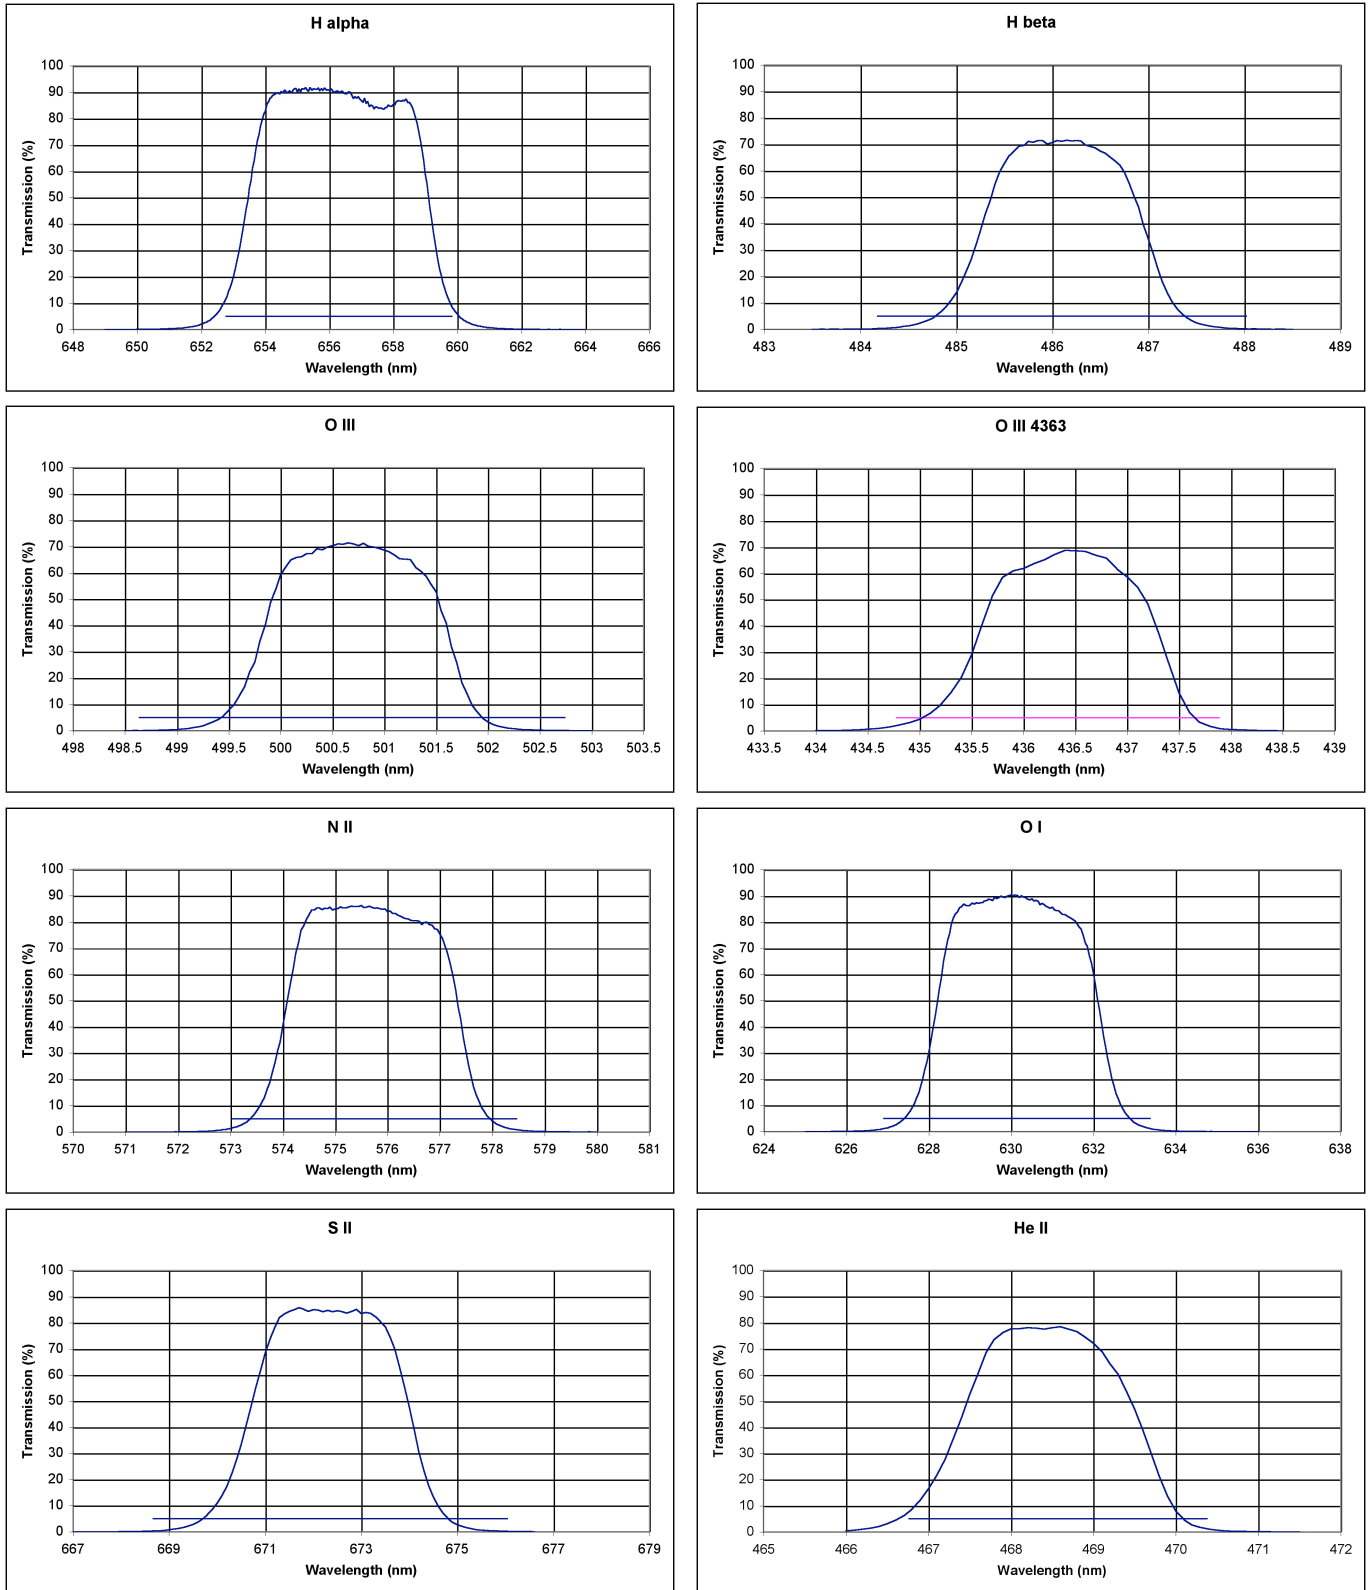 H alpha
Transmission (%)
100
90
80
70
60
50
40
30
20
10
0
648 650 652 654 656 658 660 662 664 666
Wavelength (nm)
H beta
Transmission (%)
100
90
80
70
60
50
40
30
20
10
0
483 484 485 486 487 488 489
Wavelength (nm)
O III
Transmission (%)
100
90
80
70
60
50
40
30
20
10
0
498 498.5 499 499.5 500 500.5 501 501.5 502 502.5 503 503.5
Wavelength (nm)
O III 4363
Transmission (%)
100
90
80
70
60
50
40
30
20
10
0
433.5 434 434.5 435 435.5 436 436.5 437 437.5 438 438.5 439
Wavelength (nm)
N II
Transmission (%)
100
90
80
70
60
50
40
30
20
10
0
570 571 572 573 574 575 576 577 578 579 580 581
Wavelength (nm)
O I
Transmission (%)
100
90
80
70
60
50
40
30
20
10
0
624 626 628 630 632 634 636 638
Wavelength (nm)
S II
Transmission (%)
100
90
80
70
60
50
40
30
20
10
0
667 669 671 673 675 677 679
Wavelength (nm)
He II
Transmission (%)
100
90
80
70
60
50
40
30
20
10
0
465 466 467 468 469 470 471 472
Wavelength (nm)